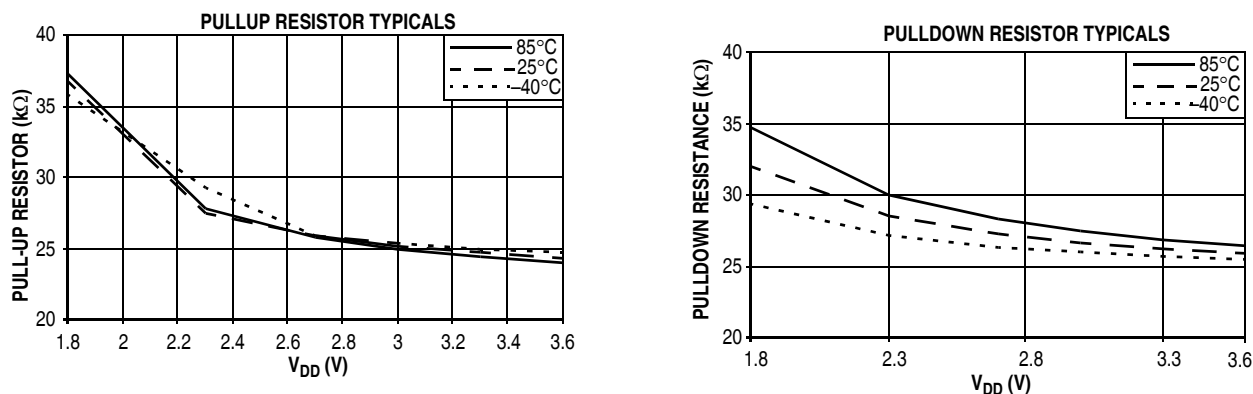 PULLUP RESISTOR TYPICALS
PULL-UP RESISTOR (kΩ)
40
35
30
25
20
85°C
25°C
–40°C
1.8 2 2.2 2.4 2.6 2.8 3 3.2 3.4 3.6
VDD (V)
PULLDOWN RESISTOR TYPICALS
PULLDOWN RESISTANCE (kΩ)
40
35
30
25
20
85°C
25°C
–40°C
1.8 2.3 2.8 3.3 3.6
VDD (V)